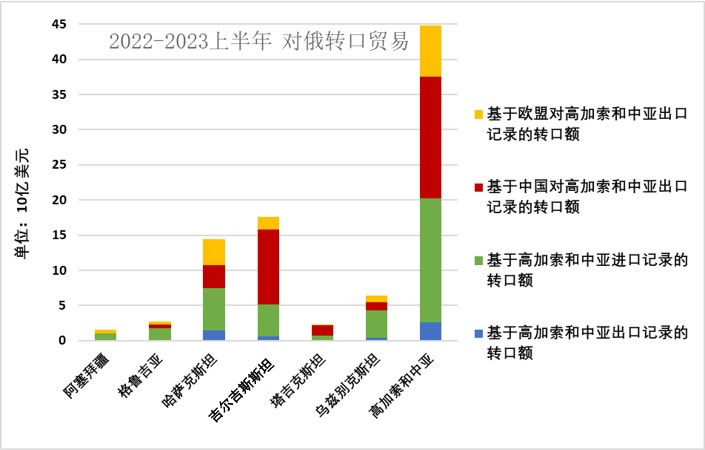 2022-2023上半年 对俄转口贸易
单位：10亿 美元
45
40
35
30
25
20
15
10
5
0
阿塞拜疆
格鲁吉亚
哈萨克斯坦
吉尔吉斯斯坦
塔吉克斯坦
乌兹别克斯坦
高加索和中亚
基于欧盟对高加索和中亚出口
记录的转口额
基于中国对高加索和中亚出口
记录的转口额
基于高加索和中亚进口记录的
转口额
基于高加索和中亚出口记录的
转口额